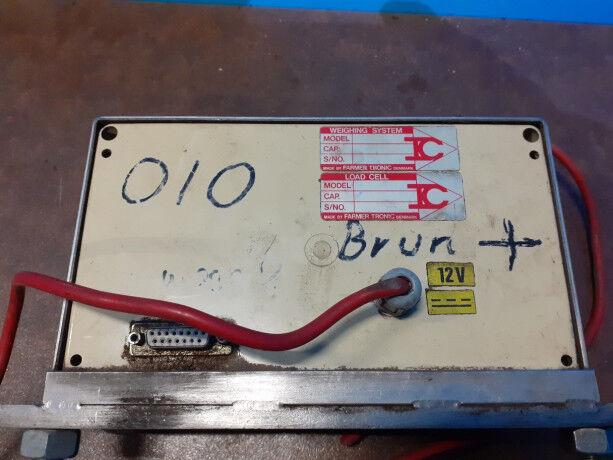 WEIGHING SYSTEM
MODEL
CAP.
S/NO.
MADE BY FARMER TRONIC DENMARK
LOAD CELL
MODEL
CAP.
S/NO.
MADE BY FARMER TRONIC DENMARK
010
Brun +
12V